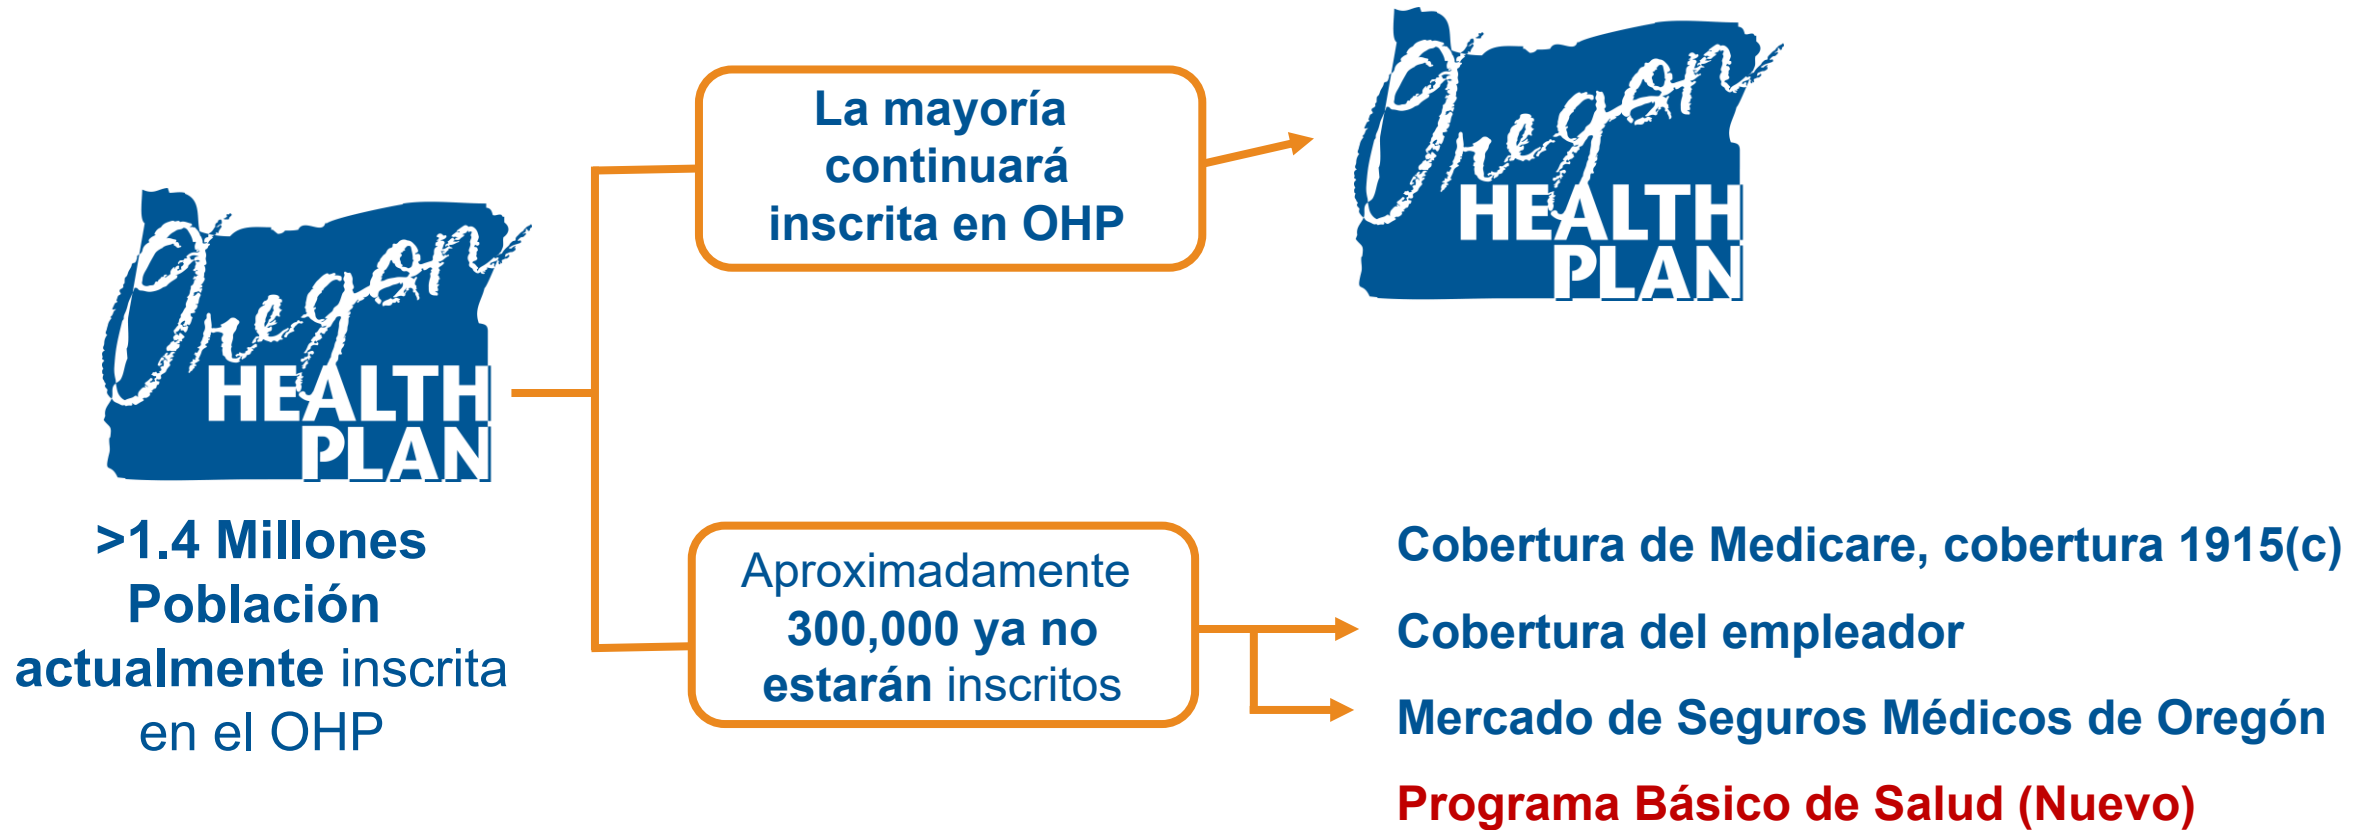 Oregon
HEALTH
PLAN
>1.4 Millones
Población
actualmente inscrita
en el OHP
La mayoría
continuará
inscrita en OHP
Oregon
HEALTH
PLAN
Aproximadamente
300,000 ya no
estarán inscritos
Cobertura de Medicare, cobertura 1915(c)
Cobertura del empleador
Mercado de Seguros Médicos de Oregón
Programa Básico de Salud (Nuevo)